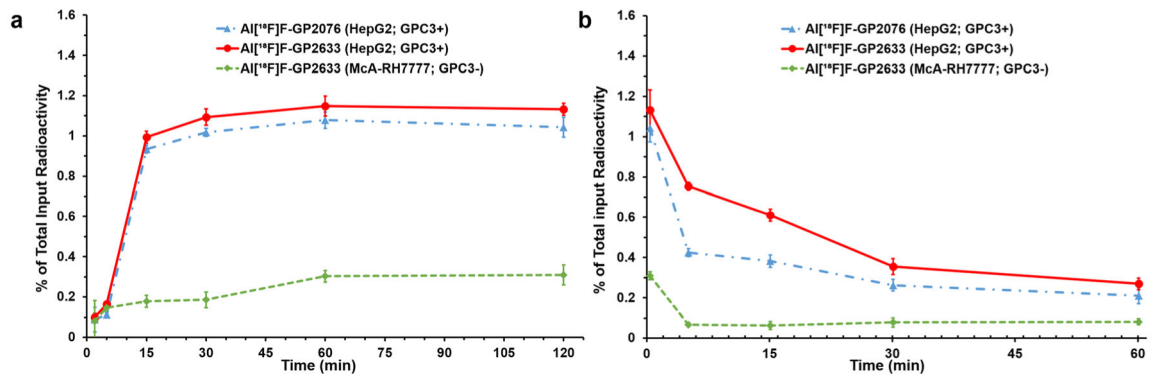 a
Al[¹⁸F]F-GP2076 (HepG2; GPC3+)
Al[¹⁸F]F-GP2633 (HepG2; GPC3+)
Al[¹⁸F]F-GP2633 (McA-RH7777; GPC3-)
% of Total Input Radioactivity
1.6
1.4
1.2
1
0.8
0.6
0.4
0.2
0
0 15 30 45 60 75 90 105 120
Time (min)
b
Al[¹⁸F]F-GP2076 (HepG2; GPC3+)
Al[¹⁸F]F-GP2633 (HepG2; GPC3+)
Al[¹⁸F]F-GP2633 (McA-RH7777; GPC3-)
% of Total input Radioactivity
1.6
1.4
1.2
1
0.8
0.6
0.4
0.2
0
0 15 30 45 60
Time (min)